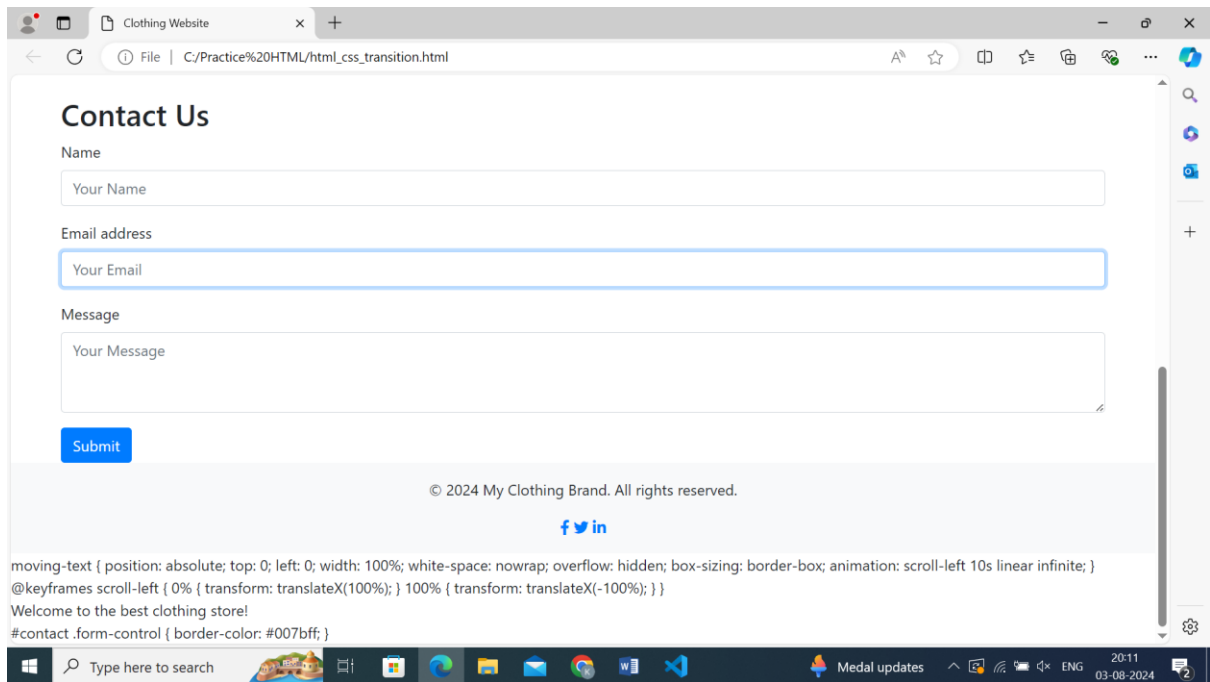 Clothing Website
File | C:/Practice%20HTML/html_css_transition.html
Contact Us
Name
Your Name
Email address
Your Email
Message
Your Message
Submit
© 2024 My Clothing Brand. All rights reserved.
moving-text { position: absolute; top: 0; left: 0; width: 100%; white-space: nowrap; overflow: hidden; box-sizing: border-box; animation: scroll-left 10s linear infinite; }
@keyframes scroll-left { 0% { transform: translateX(100%); } 100% { transform: translateX(-100%); } }
Welcome to the best clothing store!
#contact .form-control { border-color: #007bff; }
Type here to search
Medal updates
ENG
20:11
03-08-2024
2